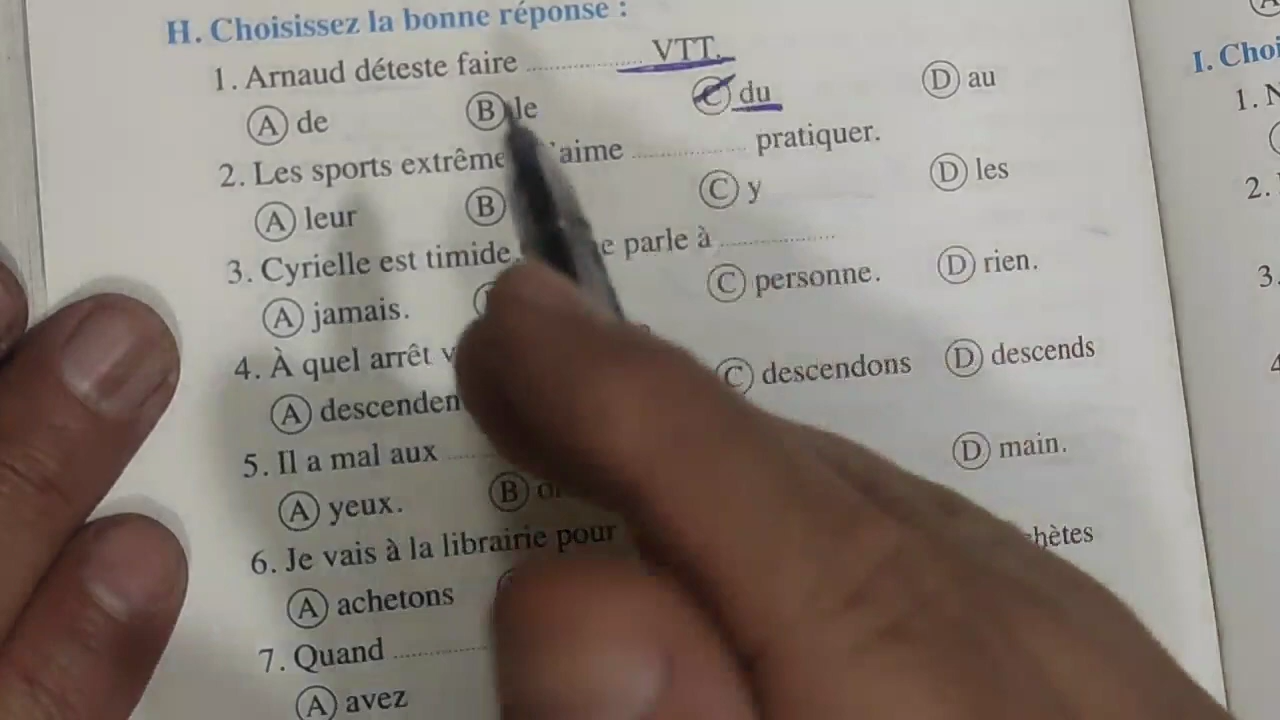 H. Choisissez la bonne réponse :
1. Arnaud déteste faire .................... VTT.
A de B le C du D au
2. Les sports extrême 'aime .................... pratiquer.
A leur B C y D les
3. Cyrielle est timide. e parle à ....................
A jamais. C personne. D rien.
4. À quel arrêt v
A descenden C descendons D descends
5. Il a mal aux ......
A yeux. B D main.
6. Je vais à la librairie pour
A achetons hètes
7. Quand ................
A avez
I. Choi
1. N
2.
3.
4